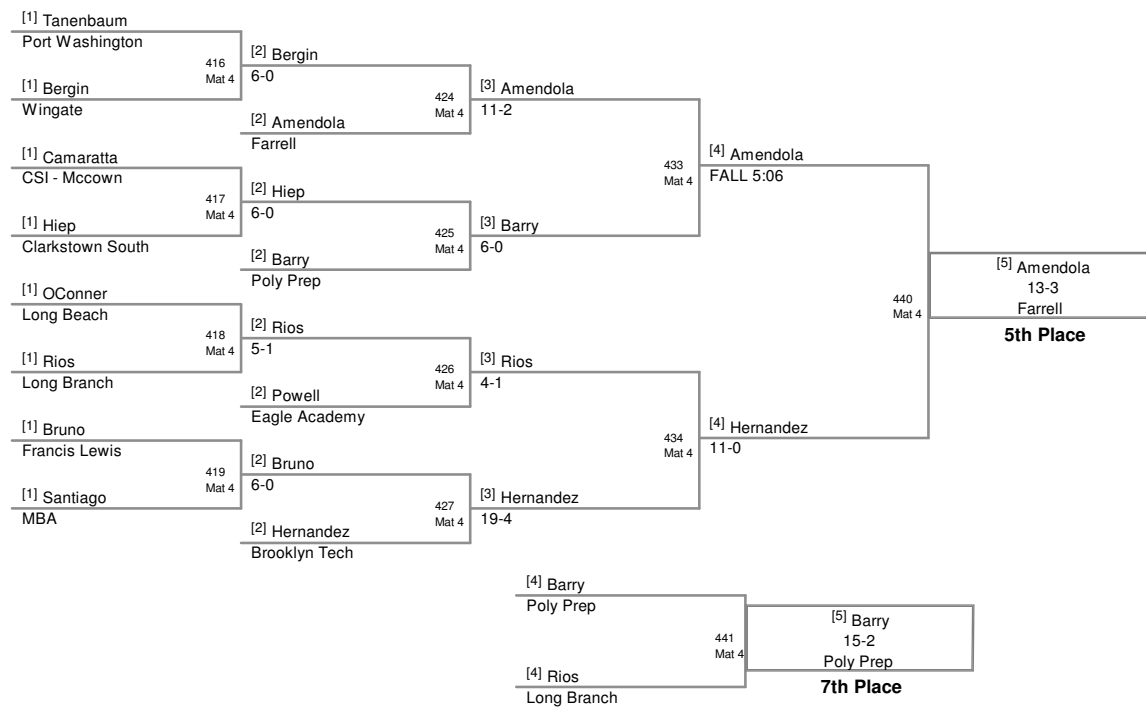 [1] Tanenbaum
Port Washington
416
Mat 4
[1] Bergin
Wingate
[1] Camaratta
CSI - Mccown
417
Mat 4
[1] Hiep
Clarkstown South
[1] OConner
Long Beach
418
Mat 4
[1] Rios
Long Branch
[1] Bruno
Francis Lewis
419
Mat 4
[1] Santiago
MBA
[2] Bergin
6-0
424
Mat 4
[2] Amendola
Farrell
[2] Hiep
6-0
425
Mat 4
[2] Barry
Poly Prep
[2] Rios
5-1
426
Mat 4
[2] Powell
Eagle Academy
[2] Bruno
6-0
427
Mat 4
[2] Hernandez
Brooklyn Tech
[3] Amendola
11-2
433
Mat 4
[3] Barry
6-0
[3] Rios
4-1
434
Mat 4
[3] Hernandez
19-4
[4] Amendola
FALL 5:06
440
Mat 4
[4] Hernandez
11-0
[5] Amendola
13-3
Farrell
5th Place
[4] Barry
Poly Prep
441
Mat 4
[4] Rios
Long Branch
[5] Barry
15-2
Poly Prep
7th Place